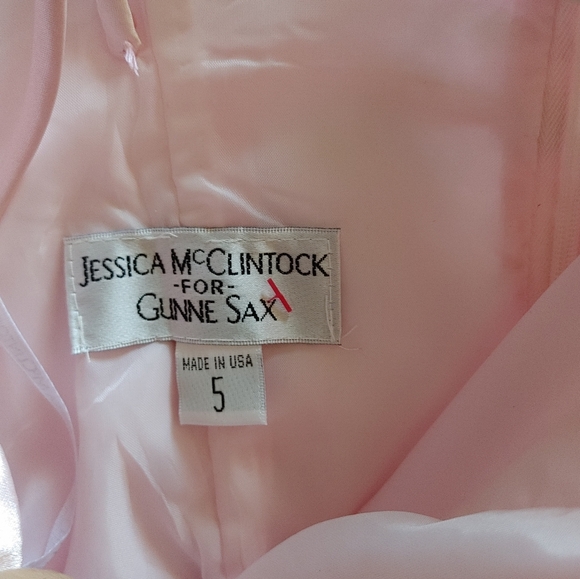 JESSICA MCCLINTOCK
-FOR-
GUNNE SAX
MADE IN USA
5